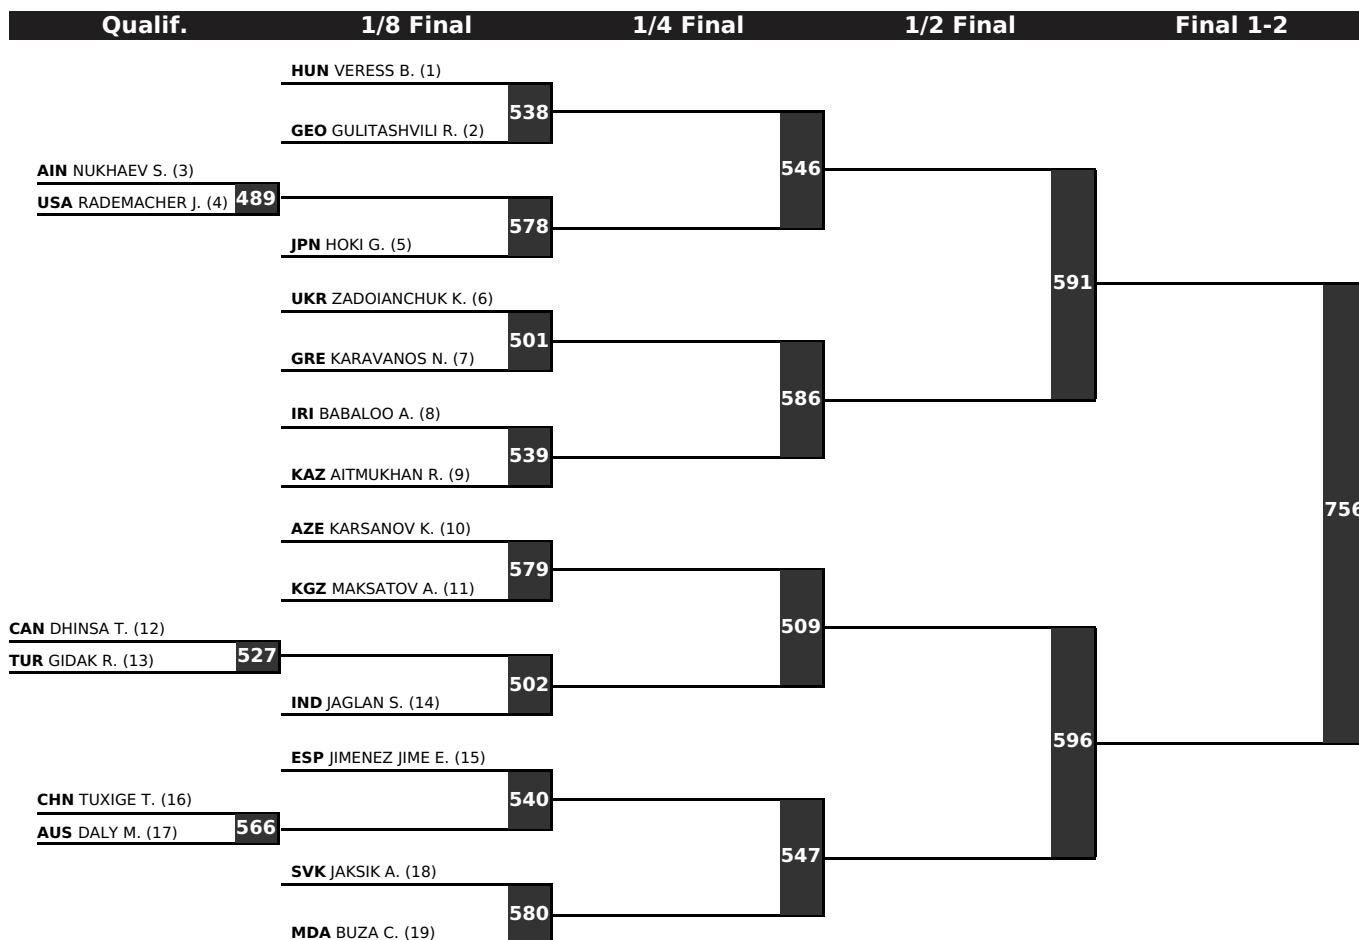 Qualif. 1/8 Final 1/4 Final 1/2 Final Final 1-2
HUN VERESS B. (1)
538
GEO GULITASHVILI R. (2)
AIN NUKHAEV S. (3)
546
USA RADEMACHER J. (4) 489
578
JPN HOKI G. (5)
591
UKR ZADOIANCHUK K. (6)
501
GRE KARAVANOS N. (7)
586
IRI BABALOO A. (8)
539
KAZ AITMUKHAN R. (9)
756
AZE KARSANOV K. (10)
579
KGZ MAKSATOV A. (11)
CAN DHINSA T. (12)
509
TUR GIDAK R. (13) 527
502
IND JAGLAN S. (14)
596
ESP JIMENEZ JIME E. (15)
CHN TUXIGE T. (16)
540
AUS DALY M. (17) 566
547
SVK JAKSIK A. (18)
580
MDA BUZA C. (19)